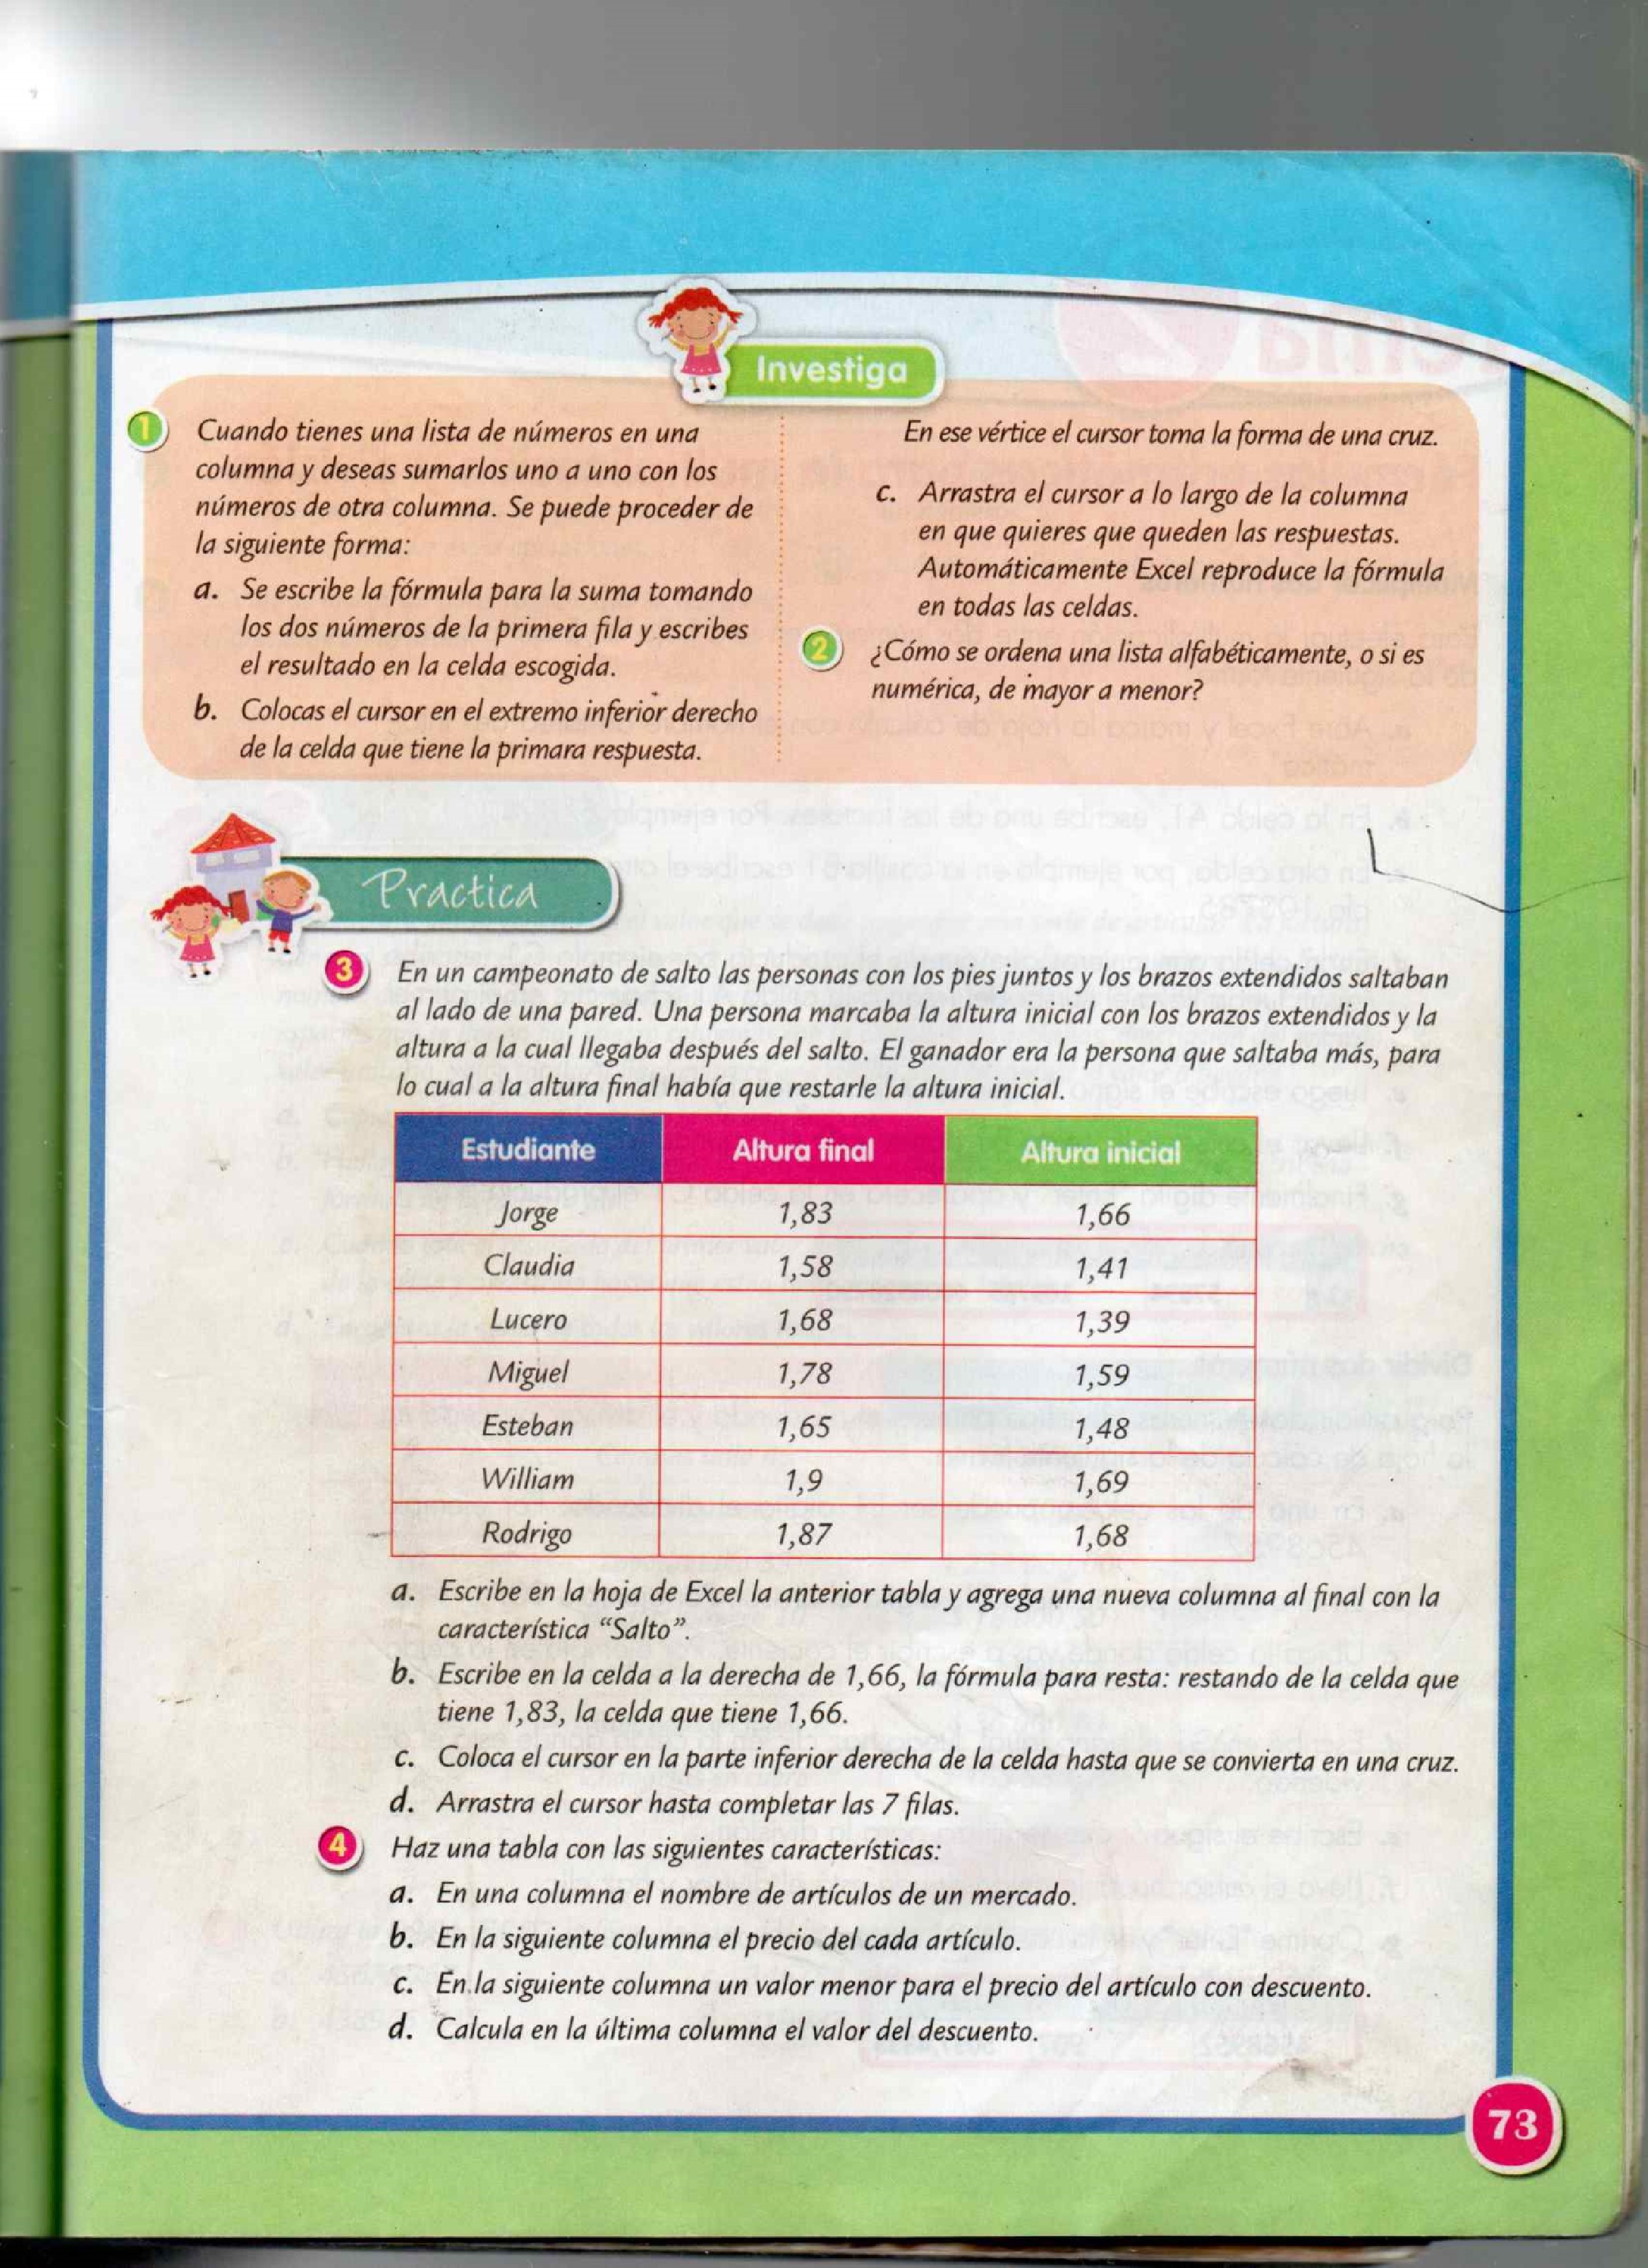 Investiga
1 Cuando tienes una lista de números en una
columna y deseas sumarlos uno a uno con los
números de otra columna. Se puede proceder de
la siguiente forma:
a. Se escribe la fórmula para la suma tomando
los dos números de la primera fila y escribes
el resultado en la celda escogida.
b. Colocas el cursor en el extremo inferior derecho
de la celda que tiene la primara respuesta.
En ese vértice el cursor toma la forma de una cruz.
c. Arrastra el cursor a lo largo de la columna
en que quieres que queden las respuestas.
Automáticamente Excel reproduce la fórmula
en todas las celdas.
2 ¿Cómo se ordena una lista alfabéticamente, o si es
numérica, de mayor a menor?
Practica
3 En un campeonato de salto las personas con los pies juntos y los brazos extendidos saltaban
al lado de una pared. Una persona marcaba la altura inicial con los brazos extendidos y la
altura a la cual llegaba después del salto. El ganador era la persona que saltaba más, para
lo cual a la altura final había que restarle la altura inicial.
Estudiante Altura final Altura inicial
Jorge 1,83 1,66
Claudia 1,58 1,41
Lucero 1,68 1,39
Miguel 1,78 1,59
Esteban 1,65 1,48
William 1,9 1,69
Rodrigo 1,87 1,68
a. Escribe en la hoja de Excel la anterior tabla y agrega una nueva columna al final con la
característica “Salto”.
b. Escribe en la celda a la derecha de 1,66, la fórmula para resta: restando de la celda que
tiene 1,83, la celda que tiene 1,66.
c. Coloca el cursor en la parte inferior derecha de la celda hasta que se convierta en una cruz.
d. Arrastra el cursor hasta completar las 7 filas.
4 Haz una tabla con las siguientes características:
a. En una columna el nombre de artículos de un mercado.
b. En la siguiente columna el precio del cada artículo.
c. En la siguiente columna un valor menor para el precio del artículo con descuento.
d. Calcula en la última columna el valor del descuento.
73